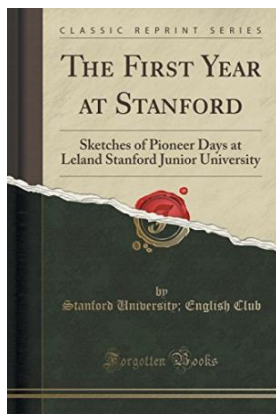 CLASSIC REPRINT SERIES
THE FIRST YEAR
AT STANFORD
Sketches of Pioneer Days at
Leland Stanford Junior University
by
Stanford University; English Club
Forgotten Books